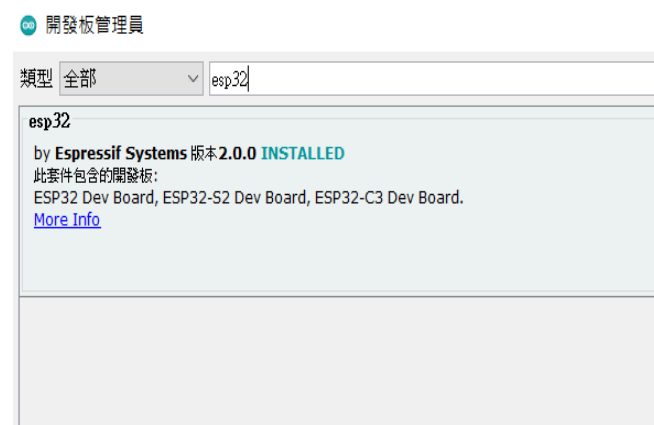 開發板管理員
類型 全部 esp32
esp32
by Espressif Systems 版本2.0.0 INSTALLED
此套件包含的開發板:
ESP32 Dev Board, ESP32-S2 Dev Board, ESP32-C3 Dev Board.
More Info